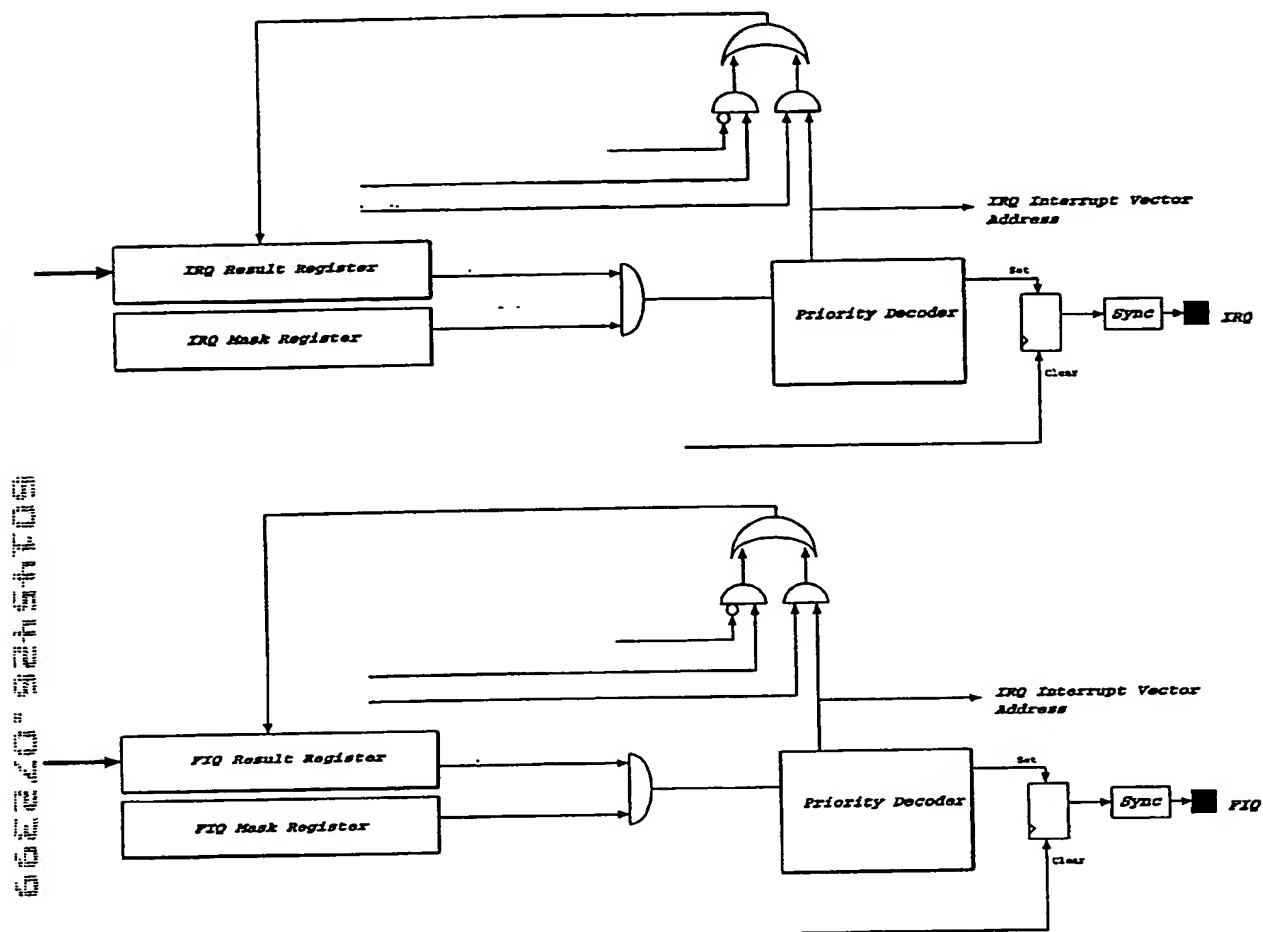 IRQ Interrupt Vector
Address
IRQ Result Register
IRQ Mask Register
Priority Decoder
Set
Sync
IRQ
Clear
IRQ Interrupt Vector
Address
FIQ Result Register
FIQ Mask Register
Priority Decoder
Set
Sync
FIQ
Clear